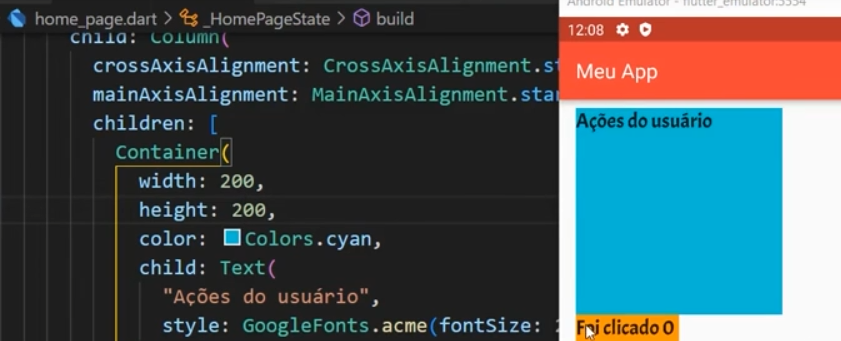 home_page.dart > _HomePageState > build
child: Column(
crossAxisAlignment: CrossAxisAlignment.st
mainAxisAlignment: MainAxisAlignment.star
children: [
Container(
width: 200,
height: 200,
color: Colors.cyan,
child: Text(
"Ações do usuário",
style: GoogleFonts.acme(fontSize: 2
Android Emulator - flutter_emulator:5554
12:08
Meu App
Ações do usuário
Foi clicado 0